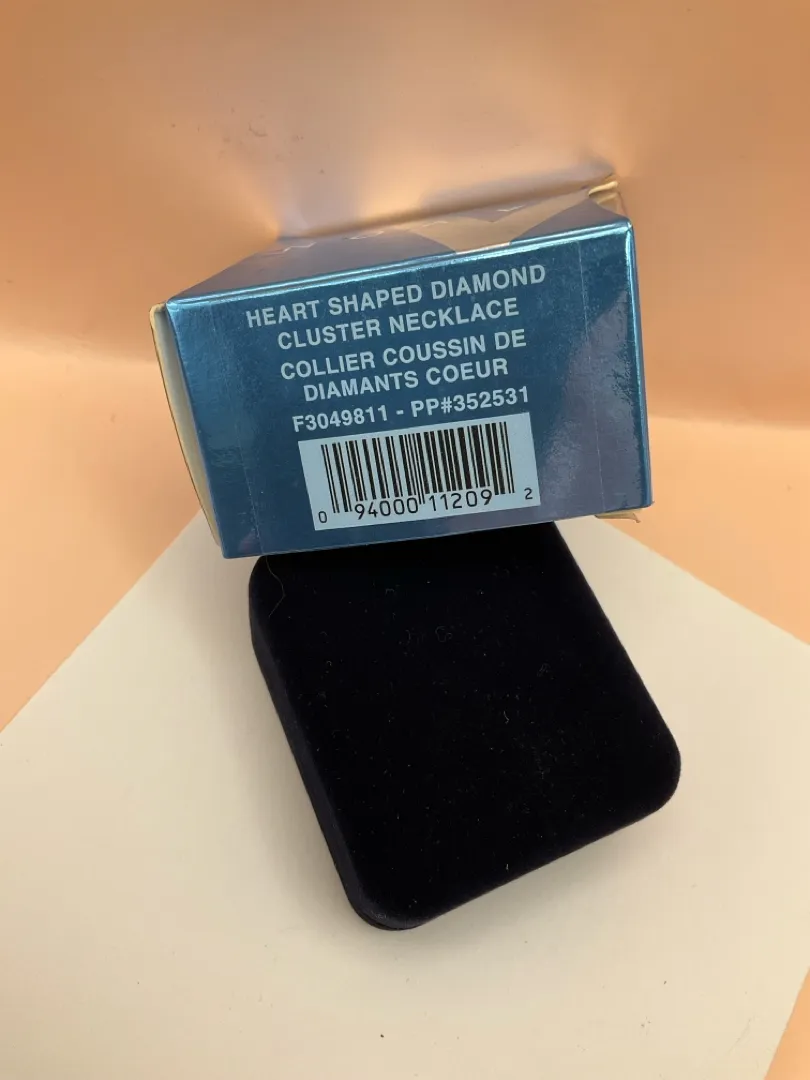 HEART SHAPED DIAMOND
CLUSTER NECKLACE
COLLIER COUSSIN DE
DIAMANTS COEUR
F3049811 - PP#352531
0 94000 11209 2